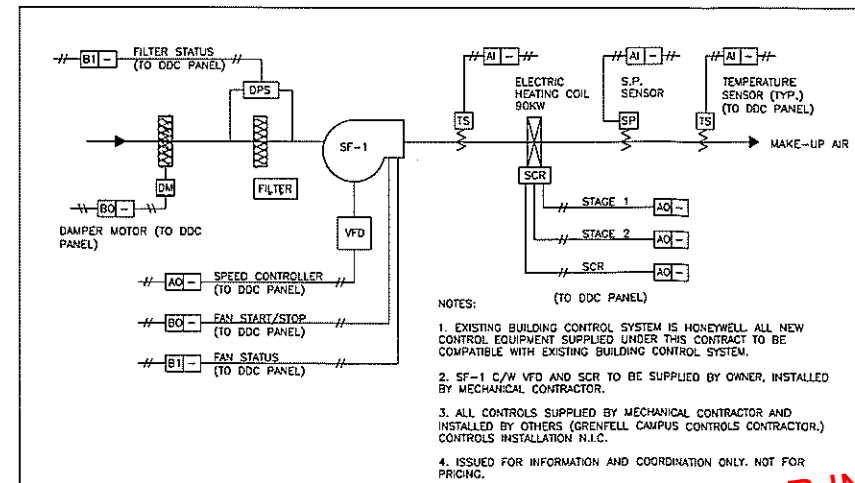 BI -
FILTER STATUS
(TO DDC PANEL)
DPS
AI -
AI -
AI -
ELECTRIC
HEATING COIL
90KW
S.P.
SENSOR
TEMPERATURE
SENSOR (TYP.)
(TO DDC PANEL)
TS
SP
TS
SF-1
MAKE-UP AIR
DM
FILTER
SCR
BO -
DAMPER MOTOR (TO DDC
PANEL)
VFD
STAGE 1 AO -
STAGE 2 AO -
SCR AO -
(TO DDC PANEL)
AO - SPEED CONTROLLER
(TO DDC PANEL)
BO - FAN START/STOP
(TO DDC PANEL)
BI - FAN STATUS
(TO DDC PANEL)
NOTES:
1. EXISTING BUILDING CONTROL SYSTEM IS HONEYWELL. ALL NEW
CONTROL EQUIPMENT SUPPLIED UNDER THIS CONTRACT TO BE
COMPATIBLE WITH EXISTING BUILDING CONTROL SYSTEM.
2. SF-1 C/W VFD AND SCR TO BE SUPPLIED BY OWNER, INSTALLED
BY MECHANICAL CONTRACTOR.
3. ALL CONTROLS SUPPLIED BY MECHANICAL CONTRACTOR AND
INSTALLED BY OTHERS (GRENFELL CAMPUS CONTROLS CONTRACTOR.)
CONTROLS INSTALLATION N.I.C.
4. ISSUED FOR INFORMATION AND COORDINATION ONLY. NOT FOR
PRICING.